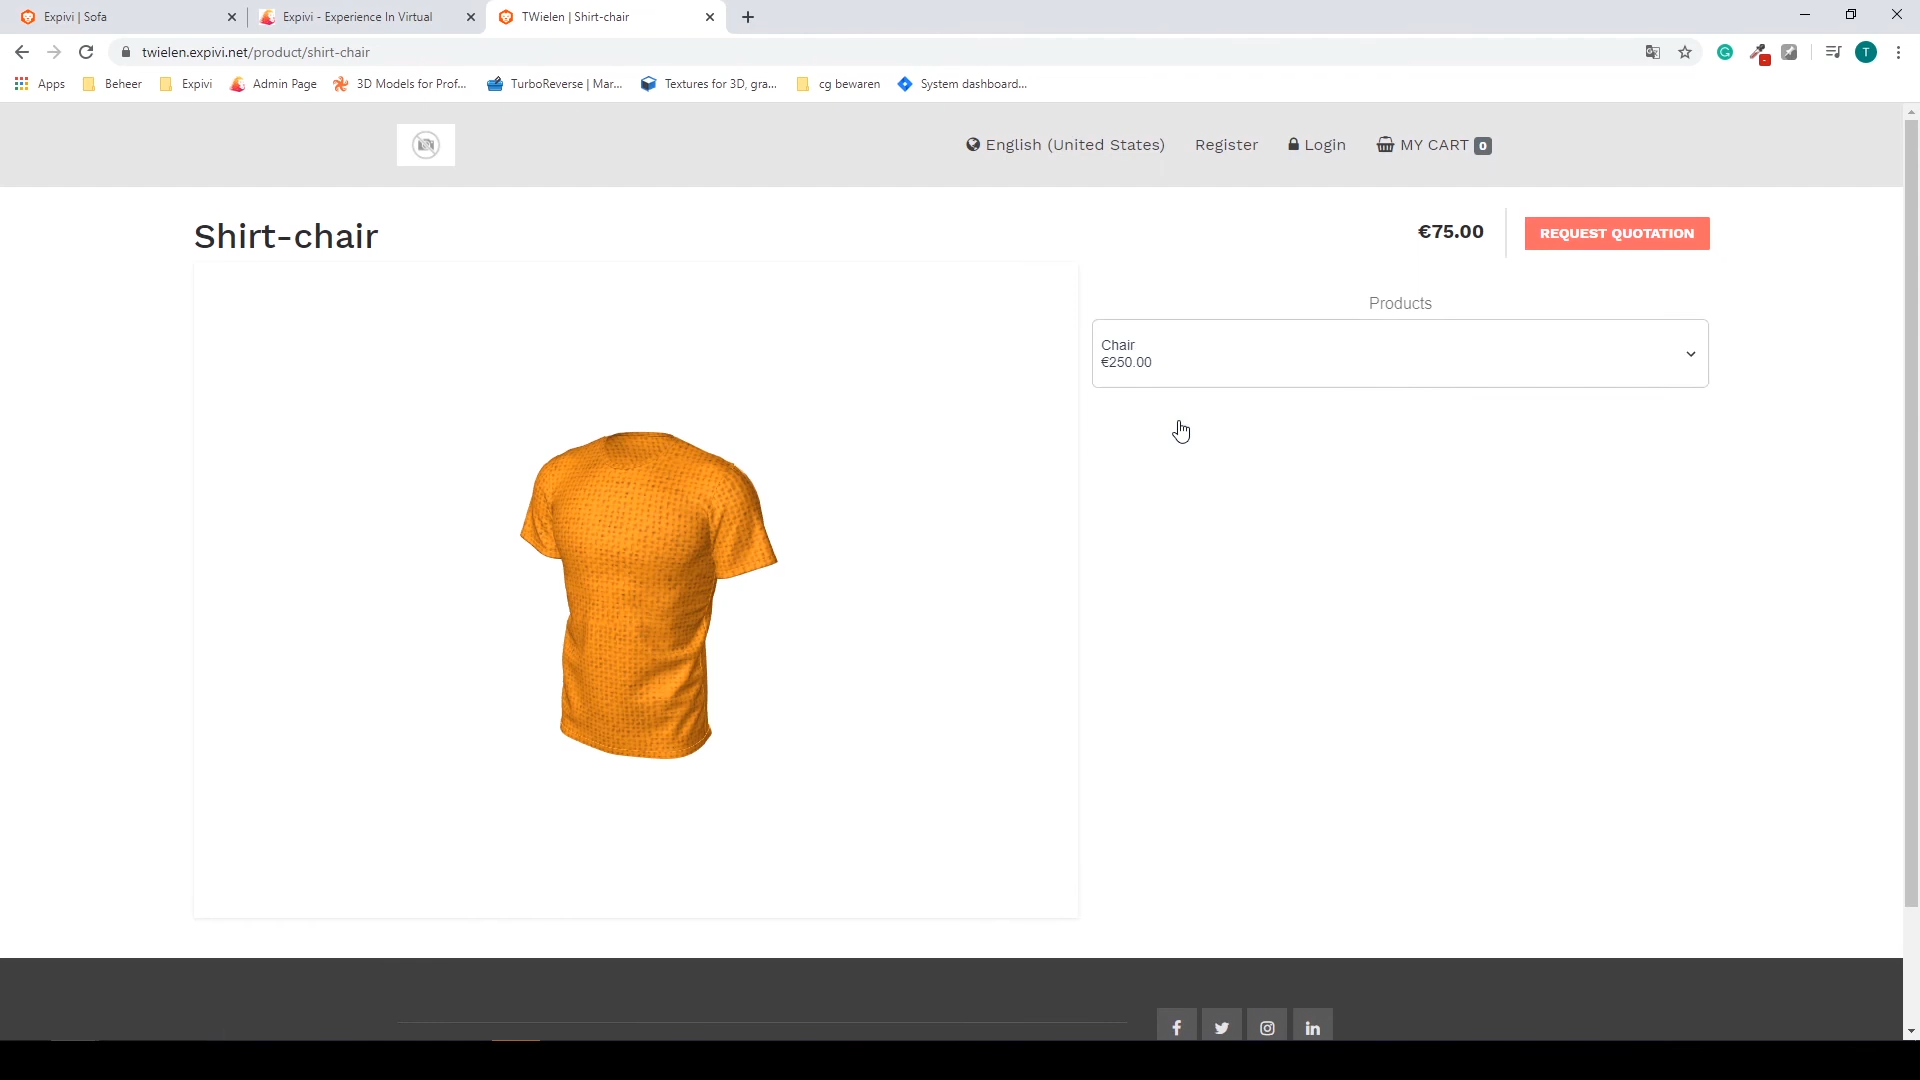 Expivi | Sofa
Expivi - Experience In Virtual
TWielen | Shirt-chair
twielen.expivi.net/product/shirt-chair
T
Apps
Beheer
Expivi
Admin Page
3D Models for Prof...
TurboReverse | Mar...
Textures for 3D, gra...
cg bewaren
System dashboard...
English (United States)
Register
Login
MY CART 0
Shirt-chair
€75.00
REQUEST QUOTATION
Products
Chair
€250.00